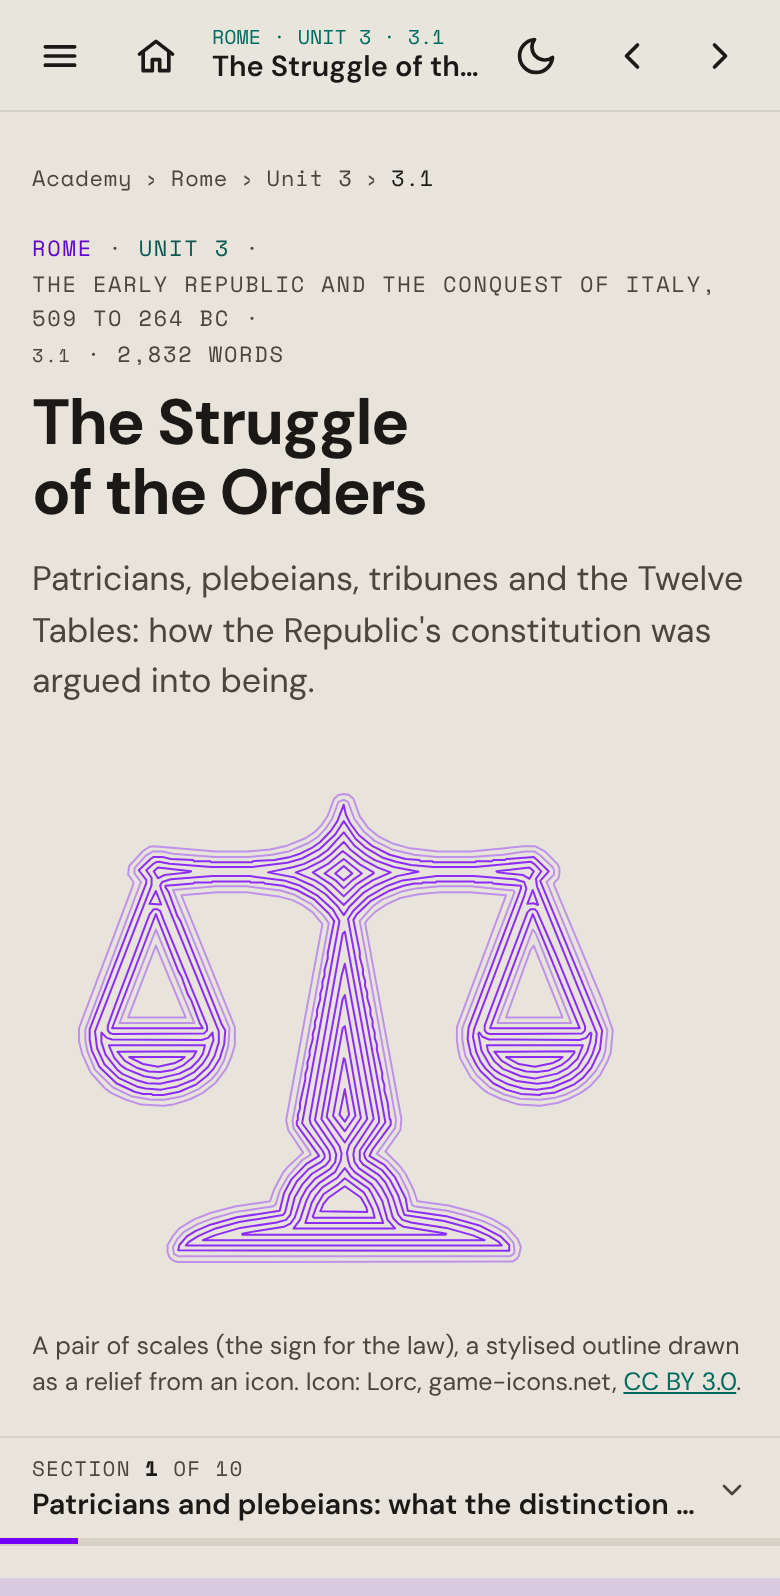 ROME · UNIT 3 · 3.1
The Struggle of th…
Academy › Rome › Unit 3 › 3.1
ROME · UNIT 3 ·
THE EARLY REPUBLIC AND THE CONQUEST OF ITALY,
509 TO 264 BC ·
3.1 · 2,832 WORDS
The Struggle
of the Orders
Patricians, plebeians, tribunes and the Twelve
Tables: how the Republic's constitution was
argued into being.
A pair of scales (the sign for the law), a stylised outline drawn
as a relief from an icon. Icon: Lorc, game-icons.net, CC BY 3.0.
SECTION 1 OF 10
Patricians and plebeians: what the distinction …